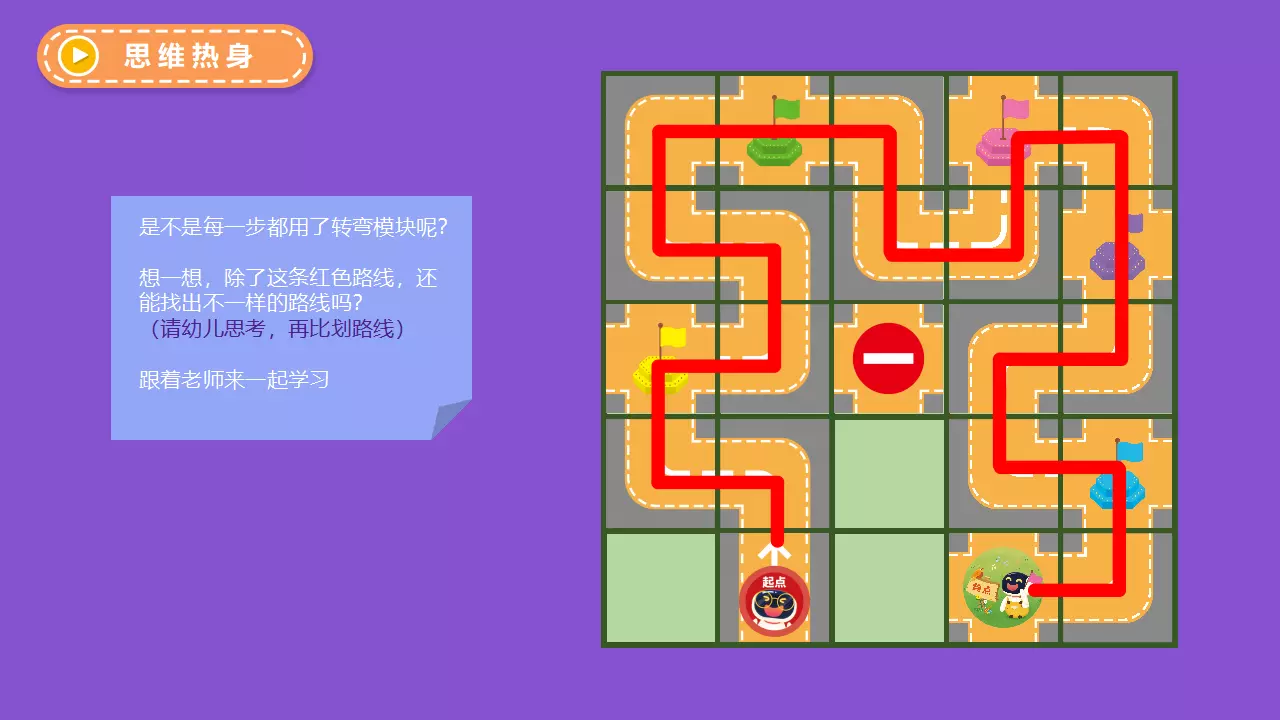 思维热身
是不是每一步都用了转弯模块呢？
想一想，除了这条红色路线，还
能找出不一样的路线吗？
（请幼儿思考，再比划路线）
跟着老师来一起学习
起点
终点